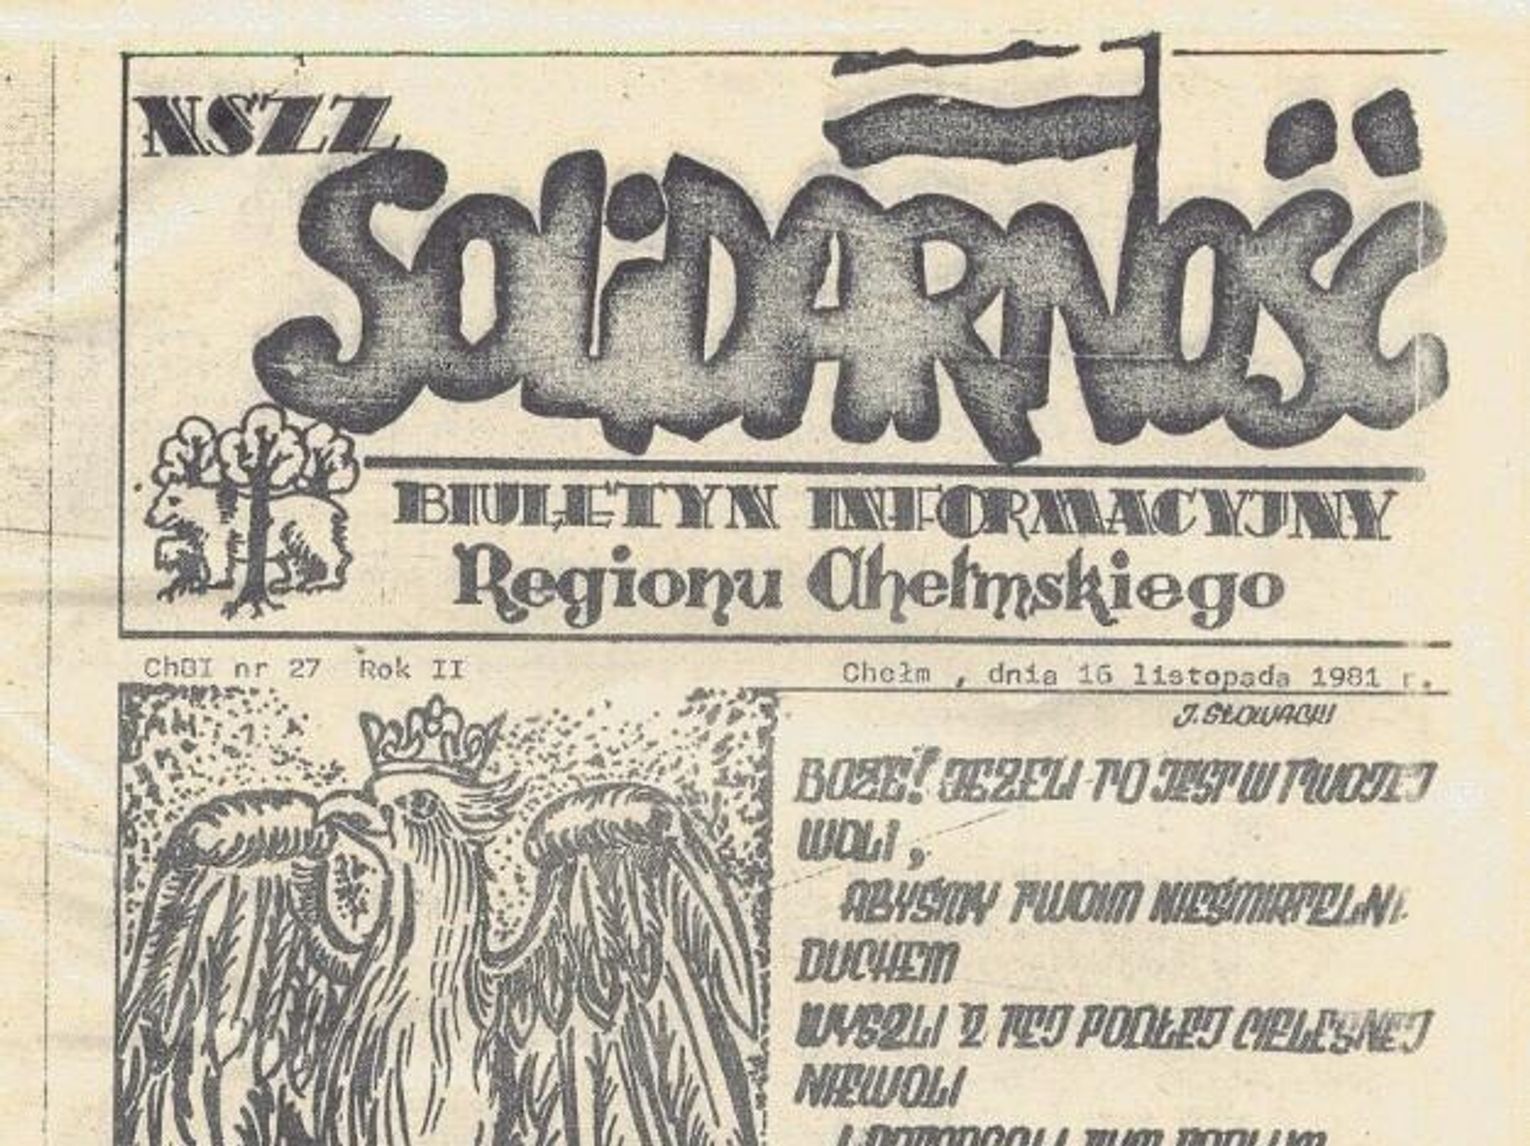 NSZZ
SOLiDARNOŚĆ
BIULETYN INFORMACYJNY
Regionu Chełmskiego
ChBI nr 27 Rok II
Chełm , dnia 16 listopada 1981 r.
J. SŁOWACKI
BOŻE! JEŻELI TO JEST W TWOJEJ
WOLI ,
ABYŚMY TWOIM NIEŚMIERTELNYM
DUCHEM
WYSZLI Z TEJ PODŁEJ CIELESNEJ
NIEWOLI